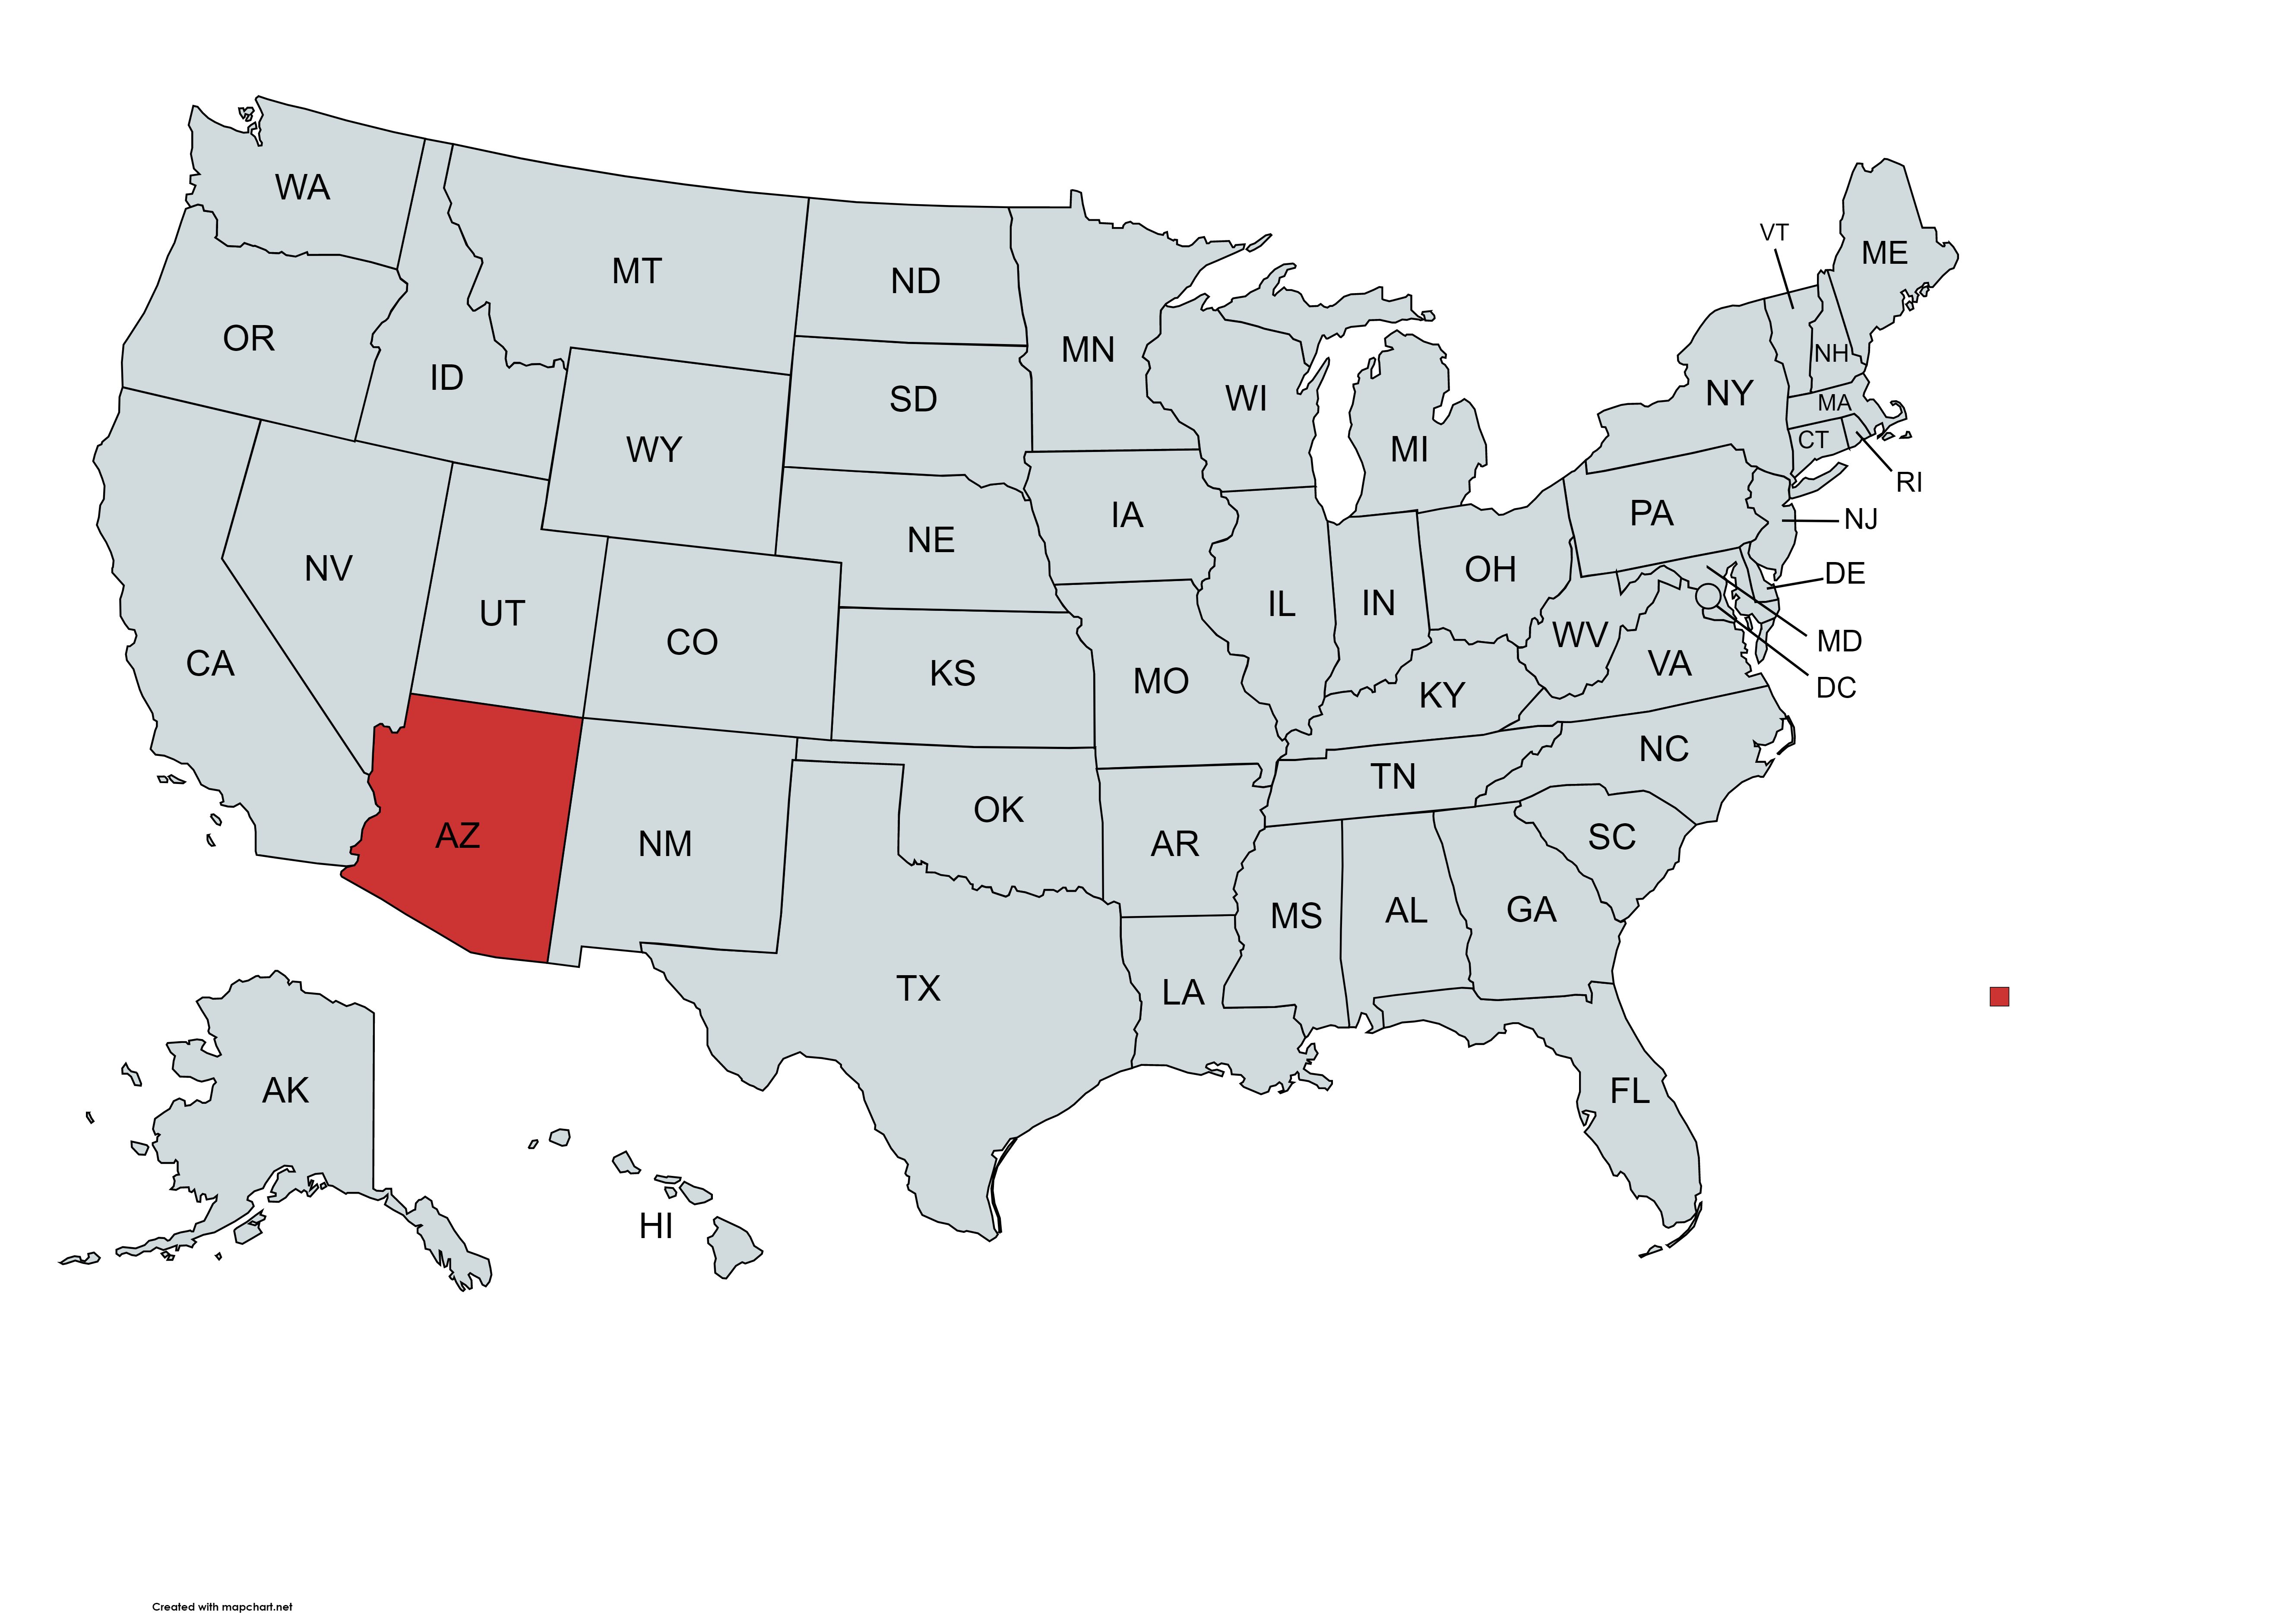 WA
MT
ND
MN
VT
ME
OR
ID
SD
WI
NH
NY
MA
WY
MI
CT
RI
IA
PA
NJ
NE
NV
OH
DE
UT
IL
IN
CO
WV
MD
CA
KS
MO
KY
VA
DC
NC
TN
AZ
NM
OK
AR
SC
MS
AL
GA
TX
LA
AK
FL
HI
Created with mapchart.net